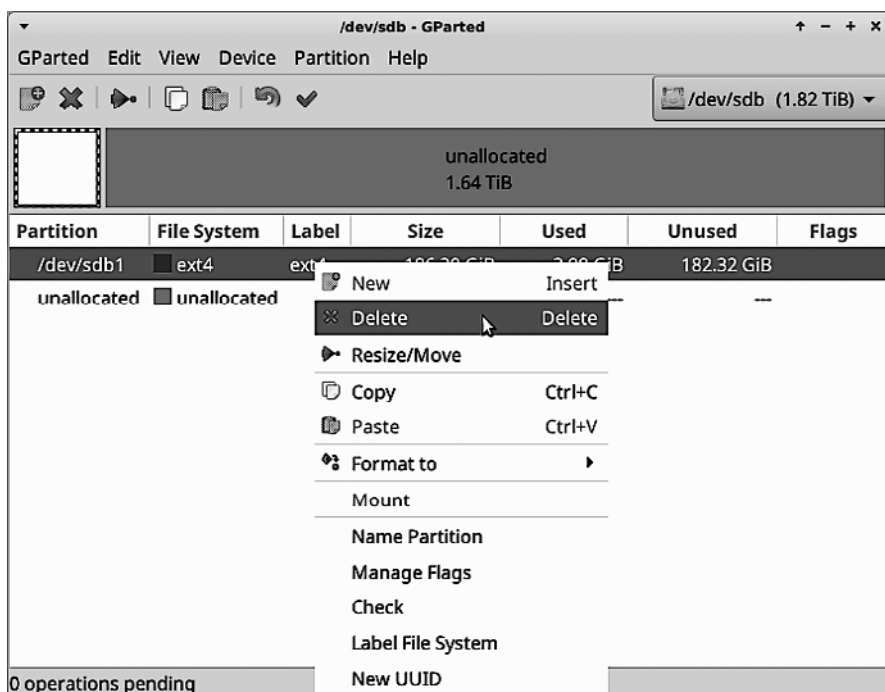 /dev/sdb - GParted
GParted Edit View Device Partition Help
/dev/sdb (1.82 TiB)
unallocated
1.64 TiB
Partition File System Label Size Used Unused Flags
/dev/sdb1 ext4 ext4 182.32 GiB
unallocated unallocated --- ---
New Insert
Delete Delete
Resize/Move
Copy Ctrl+C
Paste Ctrl+V
Format to
Mount
Name Partition
Manage Flags
Check
Label File System
New UUID
0 operations pending